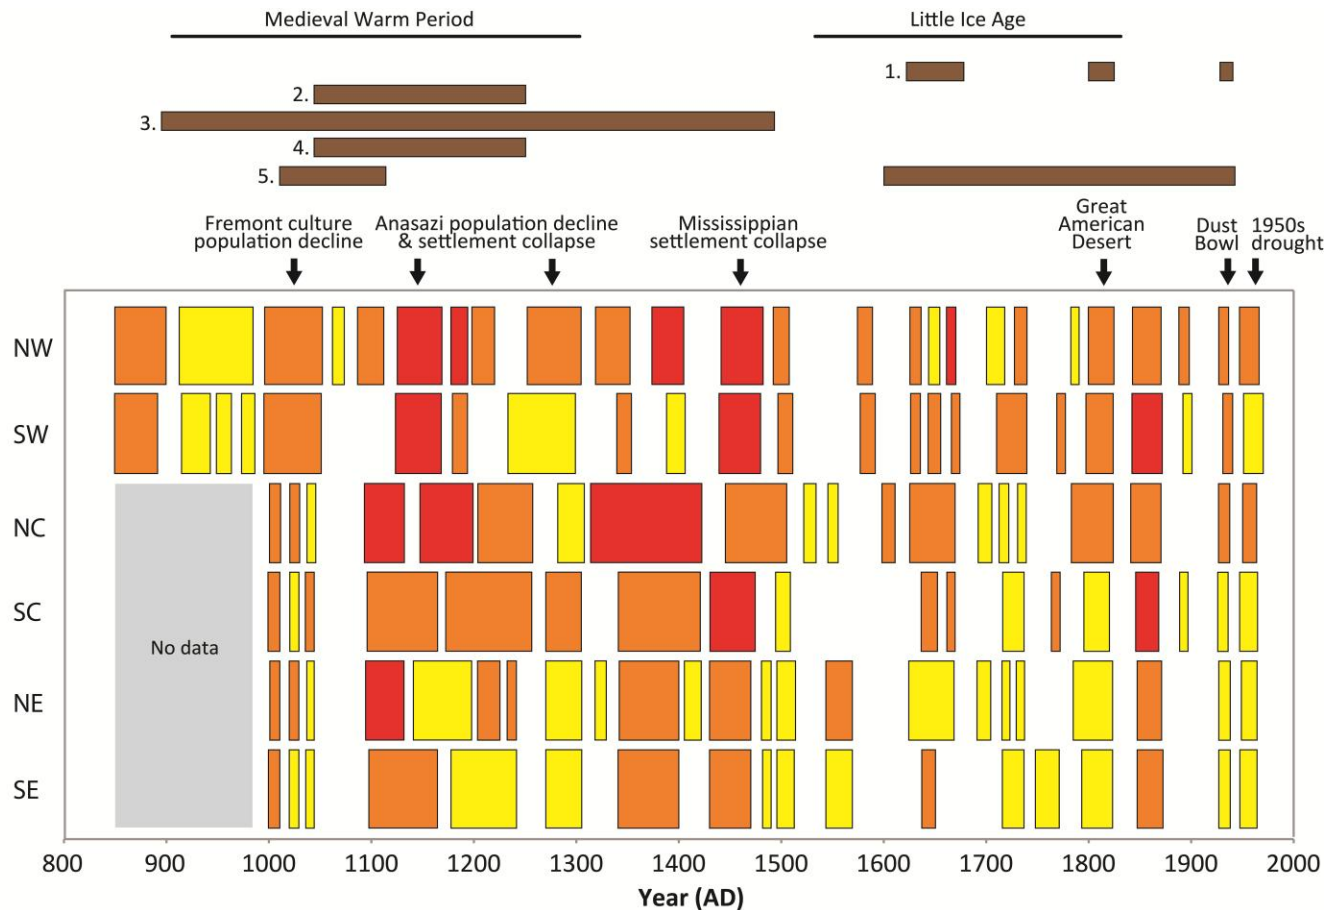 Medieval Warm Period
Little Ice Age
1.
2.
3.
4.
5.
Fremont culture
population decline
Anasazi population decline
& settlement collapse
Mississippian
settlement collapse
Great
American
Desert
Dust
Bowl
1950s
drought
NW
SW
NC
SC
No data
NE
SE
800 900 1000 1100 1200 1300 1400 1500 1600 1700 1800 1900 2000
Year (AD)